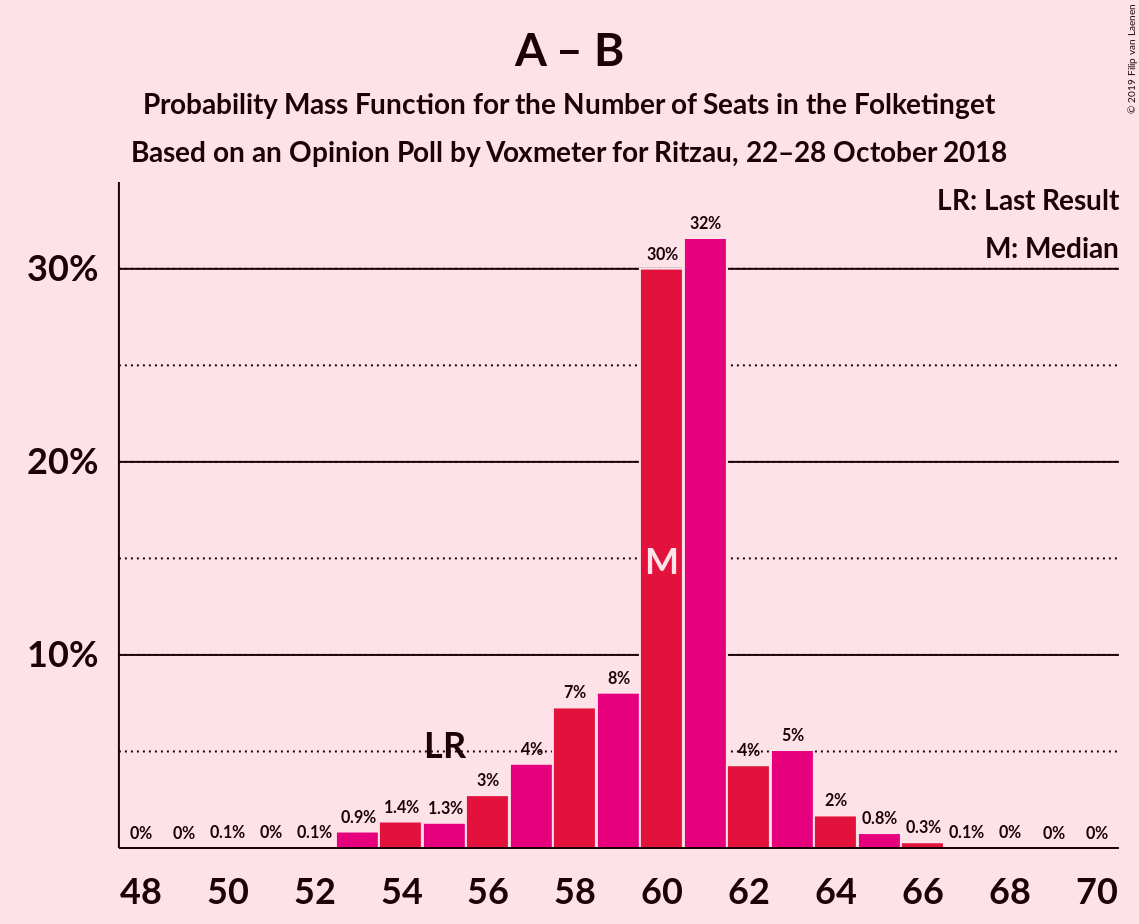 A – B
Probability Mass Function for the Number of Seats in the Folketinget
Based on an Opinion Poll by Voxmeter for Ritzau, 22–28 October 2018
© 2019 Filip van Laenen
LR: Last Result
M: Median
30%
20%
10%
0%
0%
0.1%
0%
0.1%
0.9%
1.4%
1.3%
3%
4%
7%
8%
30%
32%
4%
5%
2%
0.8%
0.3%
0.1%
0%
0%
0%
LR
M
48 50 52 54 56 58 60 62 64 66 68 70